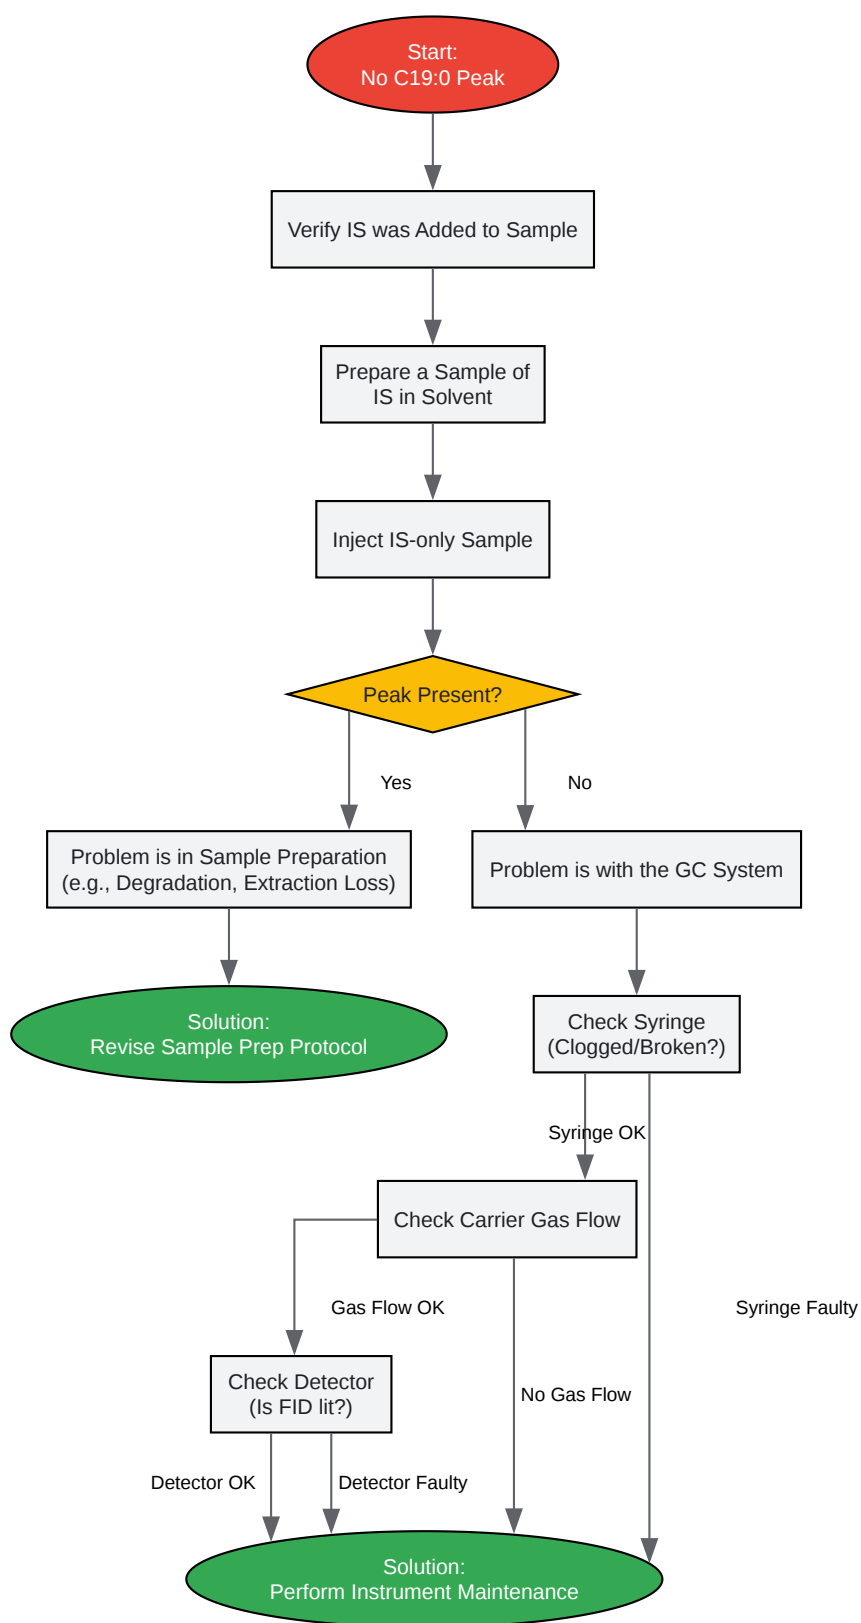 Start:
No C19:0 Peak
Verify IS was Added to Sample
Prepare a Sample of
IS in Solvent
Inject IS-only Sample
Peak Present?
Yes
No
Problem is in Sample Preparation
(e.g., Degradation, Extraction Loss)
Problem is with the GC System
Solution:
Revise Sample Prep Protocol
Check Syringe
(Clogged/Broken?)
Syringe OK
Check Carrier Gas Flow
Gas Flow OK
Syringe Faulty
Check Detector
(Is FID lit?)
No Gas Flow
Detector OK
Detector Faulty
Solution:
Perform Instrument Maintenance